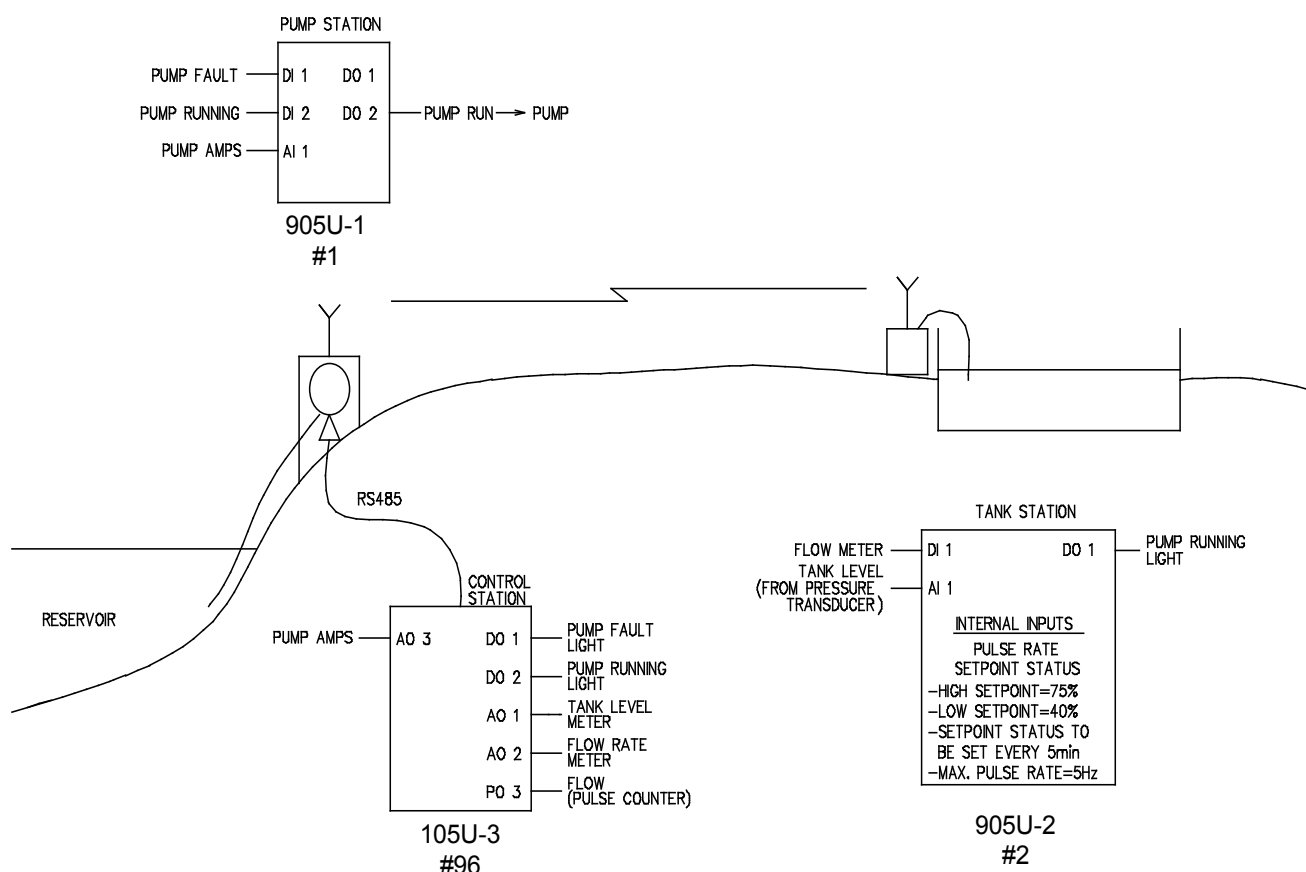 PUMP STATION
PUMP FAULT
DI 1
DO 1
PUMP RUNNING
DI 2
DO 2
PUMP RUN
PUMP
PUMP AMPS
AI 1
905U-1
#1
RS485
RESERVOIR
CONTROL
STATION
PUMP AMPS
AO 3
DO 1
PUMP FAULT
LIGHT
DO 2
PUMP RUNNING
LIGHT
AO 1
TANK LEVEL
METER
AO 2
FLOW RATE
METER
PO 3
FLOW
(PULSE COUNTER)
105U-3
#96
TANK STATION
FLOW METER
DI 1
DO 1
PUMP RUNNING
LIGHT
TANK LEVEL
(FROM PRESSURE
TRANSDUCER)
AI 1
INTERNAL INPUTS
PULSE RATE
SETPOINT STATUS
-HIGH SETPOINT=75%
-LOW SETPOINT=40%
-SETPOINT STATUS TO
BE SET EVERY 5min
-MAX. PULSE RATE=5Hz
905U-2
#2